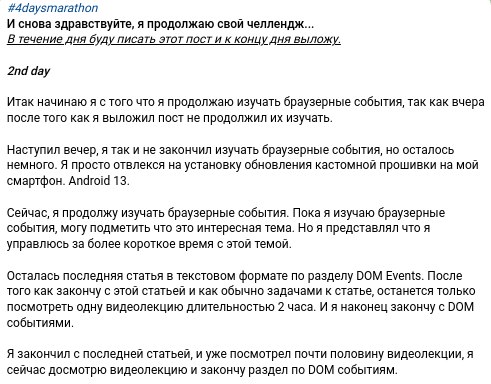 #4daysmarathon
И снова здравствуйте, я продолжаю свой челлендж...
В течение дня буду писать этот пост и к концу дня выложу.
2nd day
Итак начинаю я с того что я продолжаю изучать браузерные события, так как вчера
после того как я выложил пост не продолжил их изучать.
Наступил вечер, я так и не закончил изучать браузерные события, но осталось
немного. Я просто отвлекся на установку обновления кастомной прошивки на мой
смартфон. Android 13.
Сейчас, я продолжу изучать браузерные события. Пока я изучаю браузерные
события, могу подметить что это интересная тема. Но я представлял что я
управлюсь за более короткое время с этой темой.
Осталась последняя статья в текстовом формате по разделу DOM Events. После
того как закончу с этой статьей и как обычно задачами к статье, останется только
посмотреть одну видеолекцию длительностью 2 часа. И я наконец закончу с DOM
событиями.
Я закончил с последней статьей, и уже посмотрел почти половину видеолекции, я
сейчас досмотрю видеолекцию и закончу раздел по DOM событиям.